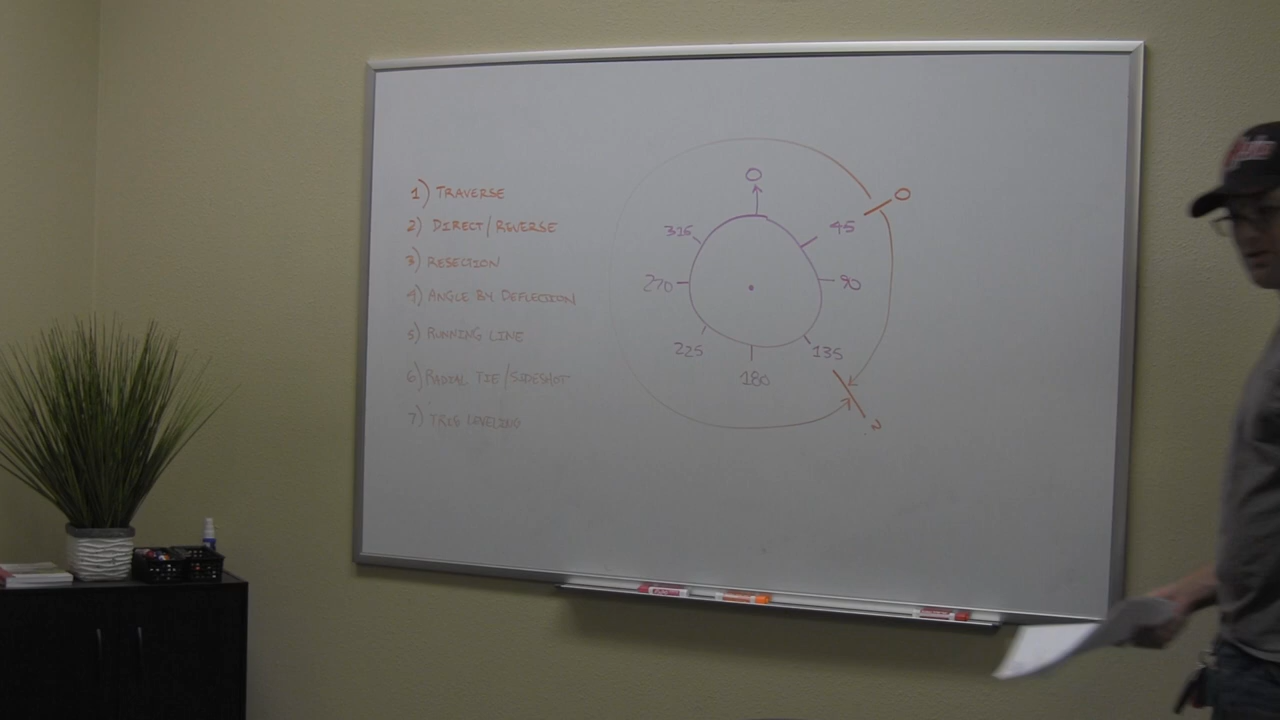 1) TRAVERSE
2) DIRECT/REVERSE
3) RESECTION
4) ANGLE BY DEFLECTION
5) RUNNING LINE
6) RADIAL TIE/SIDESHOT
7) TRIG LEVELING
0
0
315
45
270
90
225
135
180